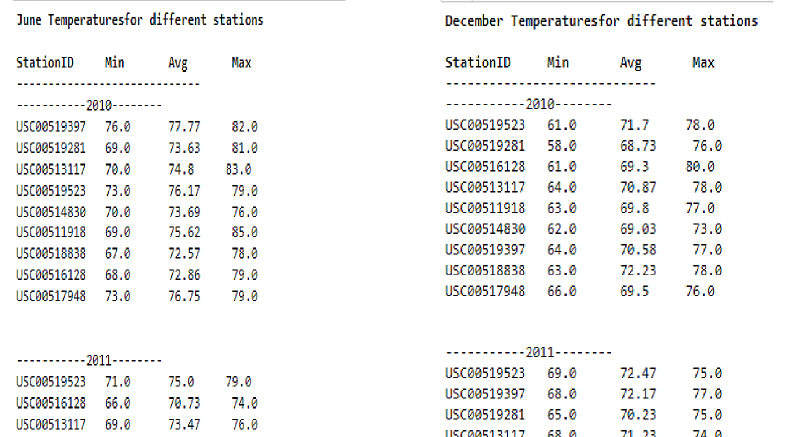 June Temperaturesfor different stations
StationID Min Avg Max
----------------------------
-----------2010--------
USC00519397 76.0 77.77 82.0
USC00519281 69.0 73.63 81.0
USC00513117 70.0 74.8 83.0
USC00519523 73.0 76.17 79.0
USC00514830 70.0 73.69 76.0
USC00511918 69.0 75.62 85.0
USC00518838 67.0 72.57 78.0
USC00516128 68.0 72.86 79.0
USC00517948 73.0 76.75 79.0
-----------2011--------
USC00519523 71.0 75.0 79.0
USC00516128 66.0 70.73 74.0
USC00513117 69.0 73.47 76.0
December Temperaturesfor different stations
StationID Min Avg Max
----------------------------
-----------2010--------
USC00519523 61.0 71.7 78.0
USC00519281 58.0 68.73 76.0
USC00516128 61.0 69.3 80.0
USC00513117 64.0 70.87 78.0
USC00511918 63.0 69.8 77.0
USC00514830 62.0 69.03 73.0
USC00519397 64.0 70.58 77.0
USC00518838 63.0 72.23 78.0
USC00517948 66.0 69.5 76.0
-----------2011--------
USC00519523 69.0 72.47 75.0
USC00519397 68.0 72.17 77.0
USC00519281 65.0 70.23 75.0
USC00513117 68.0 71.23 74.0